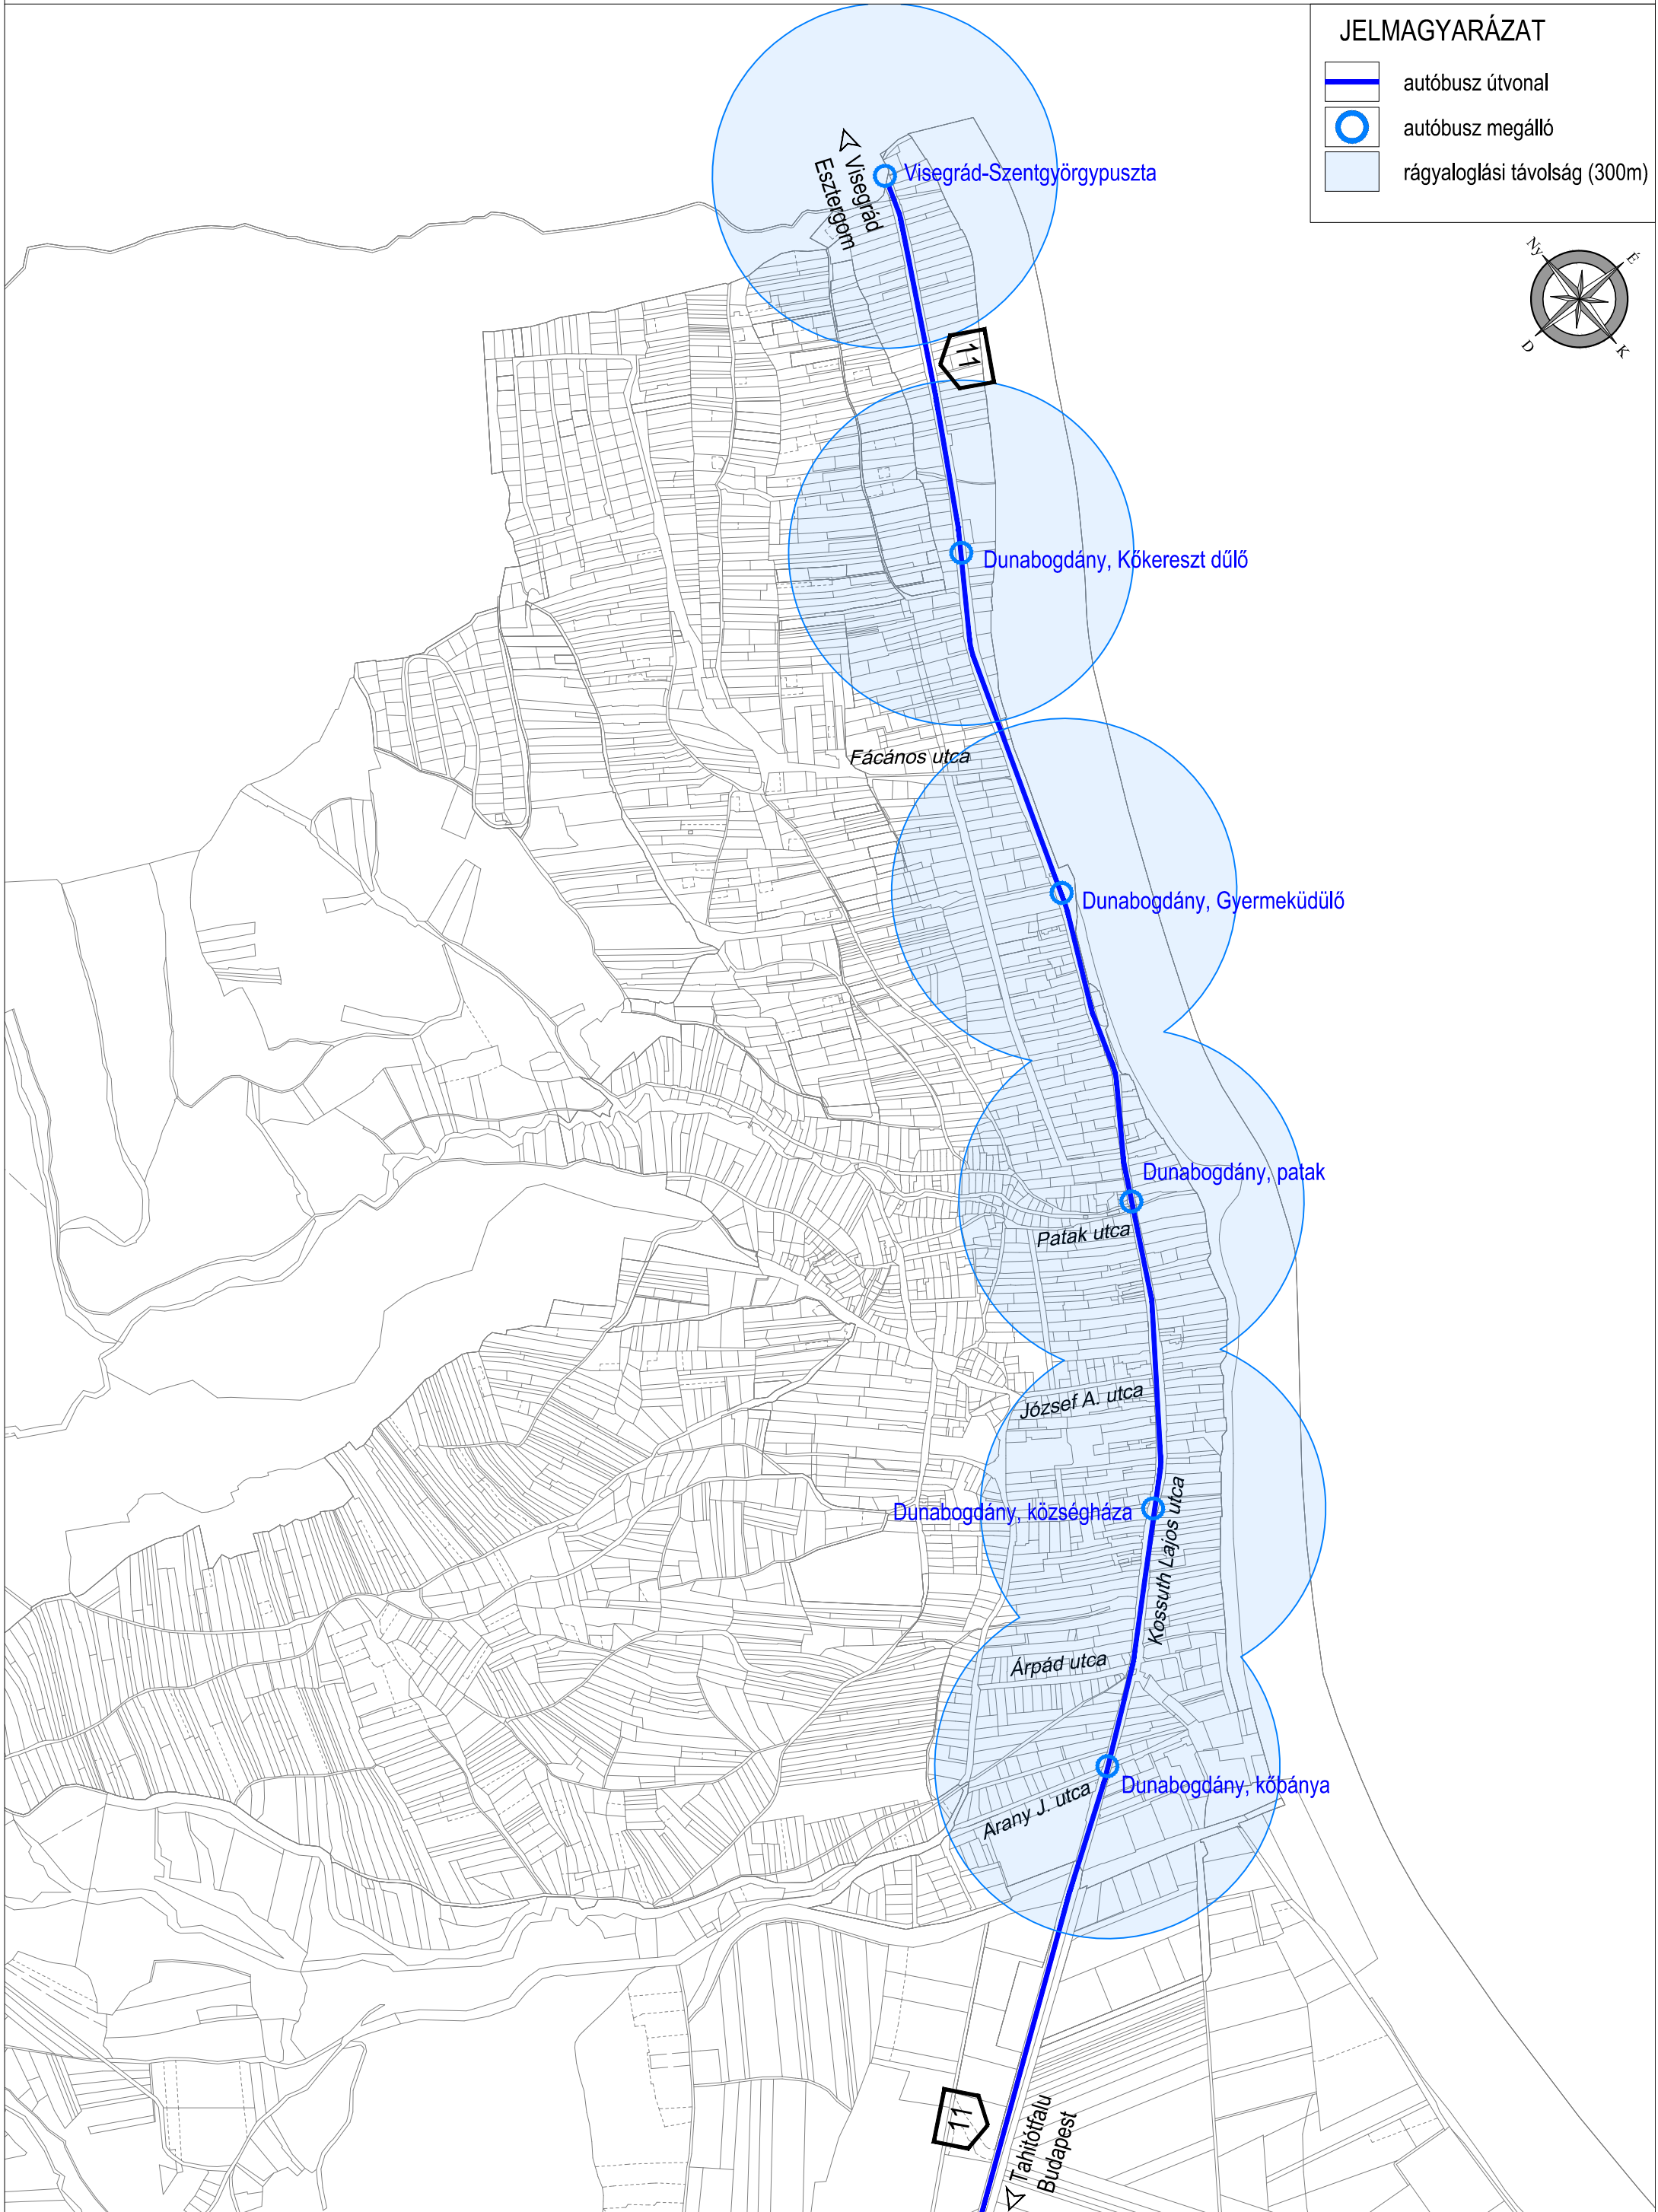 JELMAGYARÁZAT
autóbusz útvonal
autóbusz megálló
rágyaloglási távolság (300m)
Ny
É
D
K
Visegrád
Esztergom
Visegrád-Szentgyörgypuszta
11
Dunabogdány, Kőkereszt dűlő
Fácános utca
Dunabogdány, Gyermeküdülő
Dunabogdány, patak
Patak utca
József A. utca
Dunabogdány, községháza
Kossuth Lajos utca
Árpád utca
Dunabogdány, kőbánya
Arany J. utca
11
Tahitótfalu
Budapest